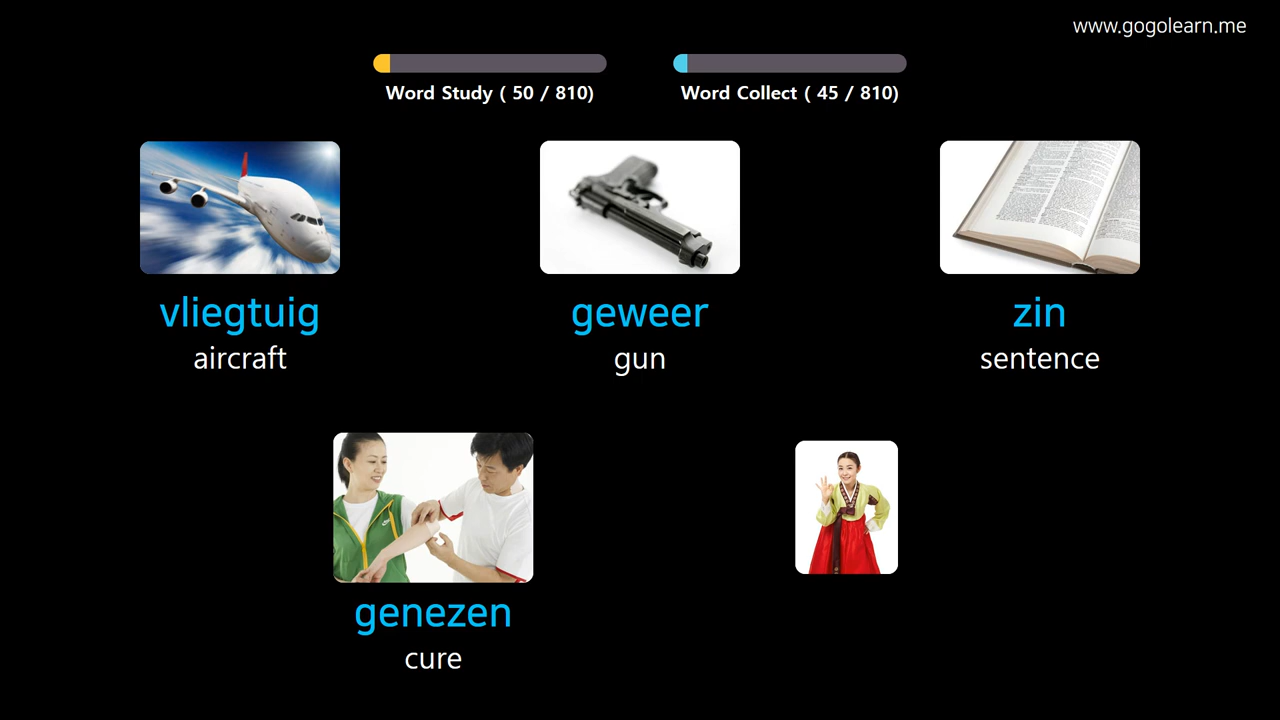 www.gogolearn.me
Word Study ( 50 / 810)
Word Collect ( 45 / 810)
vliegtuig
aircraft
geweer
gun
zin
sentence
genezen
cure